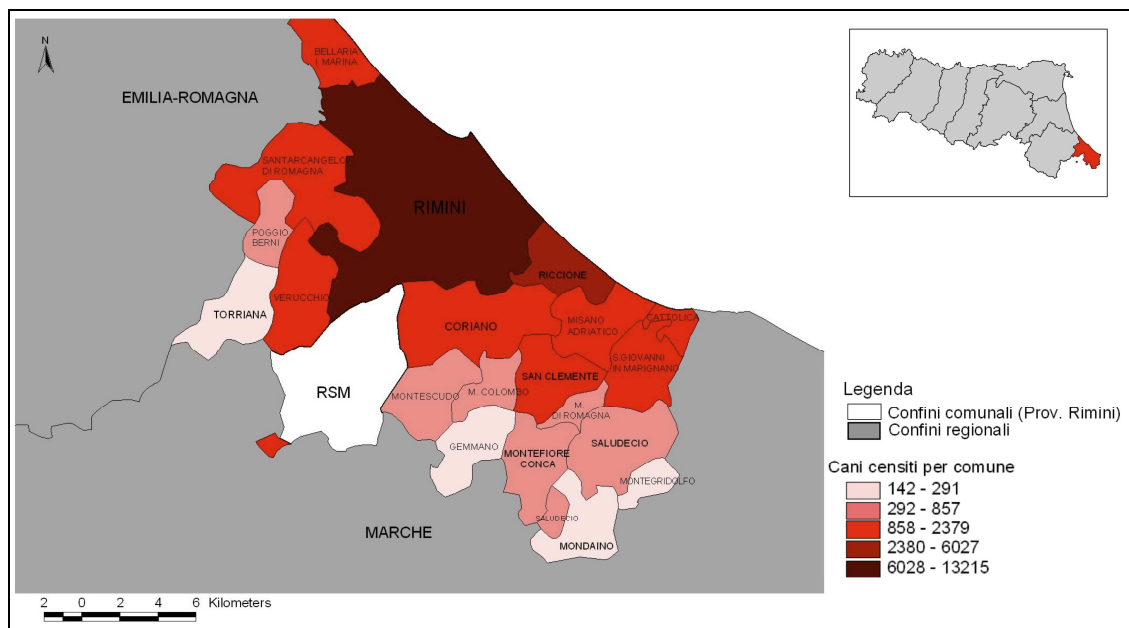 N
BELLARIA
I. MARINA
EMILIA-ROMAGNA
SANTARCANGELO
DI ROMAGNA
RIMINI
POGGIO
BERNI
RICCIONE
VERUCCHIO
TORRIANA
CORIANO
MISANO
ADRIATICO
CATTOLICA
S.GIOVANNI
IN MARIGNANO
SAN CLEMENTE
RSM
MONTESCUDO
M. COLOMBO
M.
DI ROMAGNA
GEMMANO
SALUDECIO
MONTEFIORE
CONCA
MONTEGRIDOLFO
SALUDECIO
MONDAINO
MARCHE
2 0 2 4 6 Kilometers
Legenda
Confini comunali (Prov. Rimini)
Confini regionali
Cani censiti per comune
142 - 291
292 - 857
858 - 2379
2380 - 6027
6028 - 13215